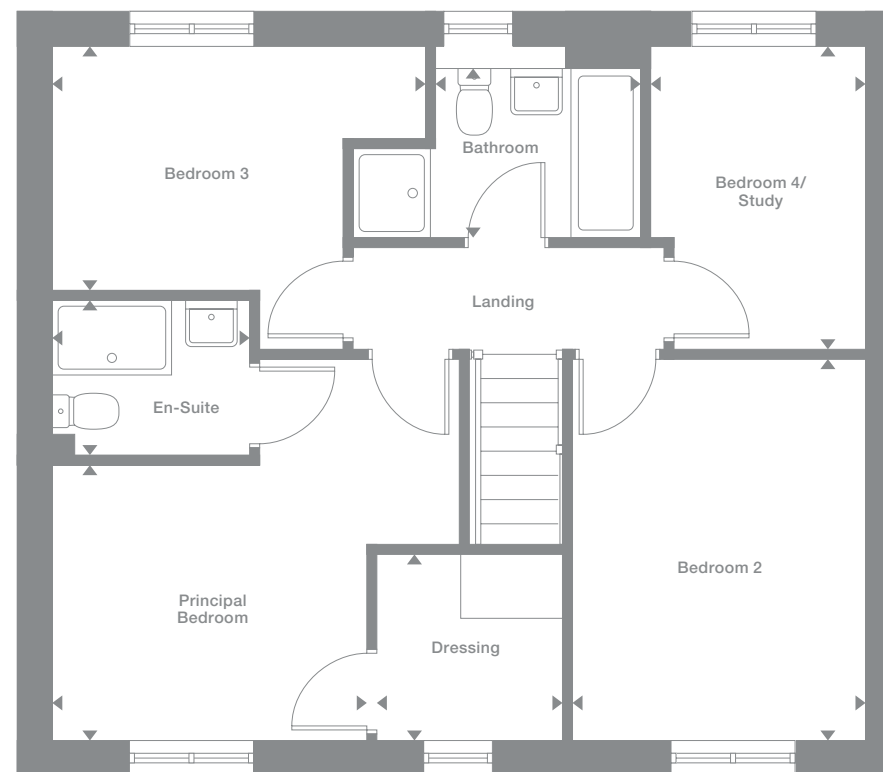 Bedroom 3
Bathroom
Bedroom 4/
Study
Landing
En-Suite
Principal
Bedroom
Bedroom 2
Dressing